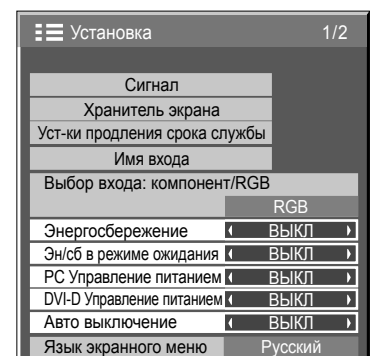 Установка 1/2
Сигнал
Хранитель экрана
Уст-ки продления срока службы
Имя входа
Выбор входа: компонент/RGB
RGB
Энергосбережение ВЫКЛ
Эн/сб в режиме ожидания ВЫКЛ
PC Управление питанием ВЫКЛ
DVI-D Управление питанием ВЫКЛ
Авто выключение ВЫКЛ
Язык экранного меню Русский